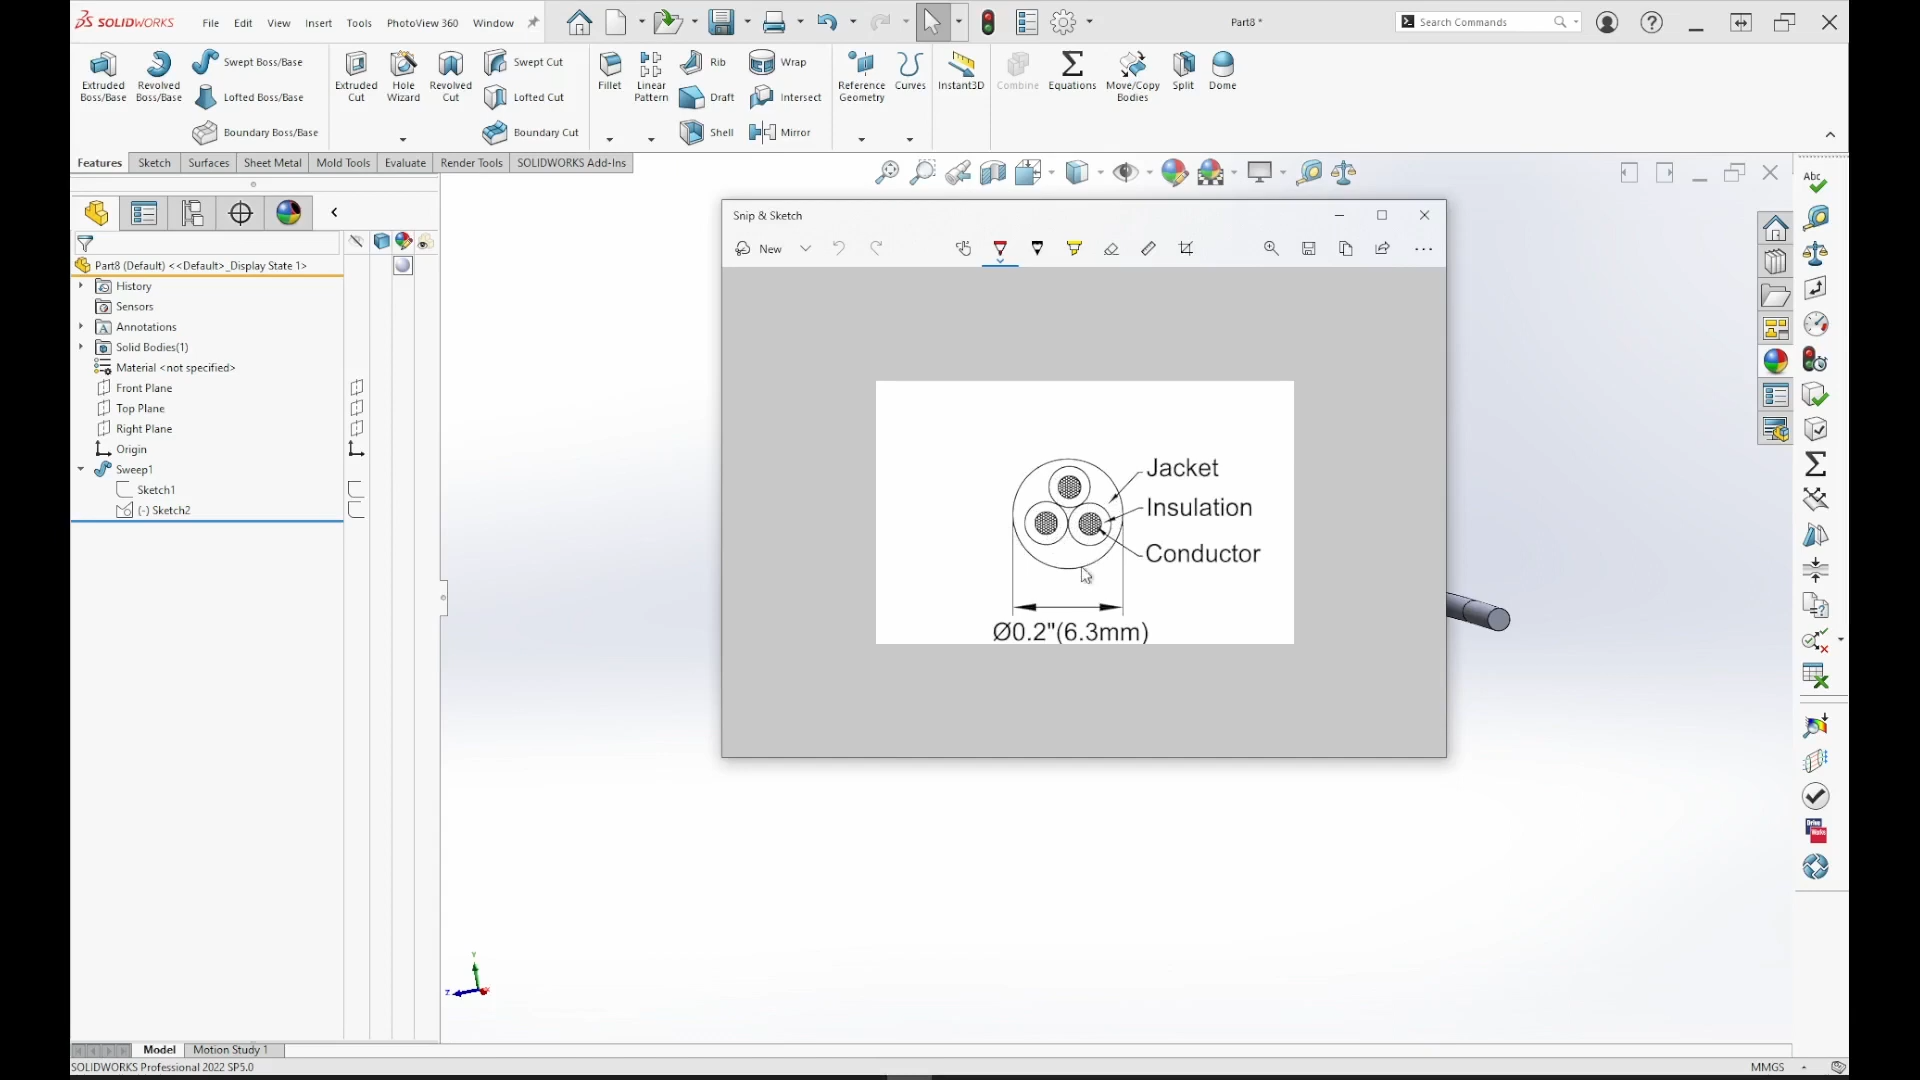 SOLIDWORKS
File Edit View Insert Tools PhotoView 360 Window
Part8 *
Search Commands
Extruded Boss/Base
Revolved Boss/Base
Swept Boss/Base
Lofted Boss/Base
Boundary Boss/Base
Extruded Cut
Hole Wizard
Revolved Cut
Swept Cut
Lofted Cut
Boundary Cut
Fillet
Linear Pattern
Rib
Draft
Shell
Wrap
Intersect
Mirror
Reference Geometry
Curves
Instant3D
Combine
Equations
Move/Copy Bodies
Split
Dome
Features Sketch Surfaces Sheet Metal Mold Tools Evaluate Render Tools SOLIDWORKS Add-Ins
Abc
Part8 (Default) <<Default>_Display State 1>
History
Sensors
Annotations
Solid Bodies(1)
Material <not specified>
Front Plane
Top Plane
Right Plane
Origin
Sweep1
Sketch1
(-) Sketch2
Snip & Sketch
New
Jacket
Insulation
Conductor
Ø0.2"(6.3mm)
Y
Z
Model Motion Study 1
SOLIDWORKS Professional 2022 SP5.0
MMGS